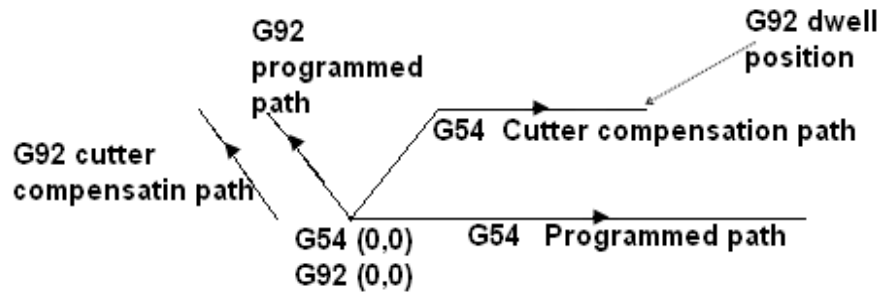 G92
programmed
path
G92 dwell
position
G54 Cutter compensation path
G92 cutter
compensatin path
G54 (0,0)
G92 (0,0)
G54 Programmed path